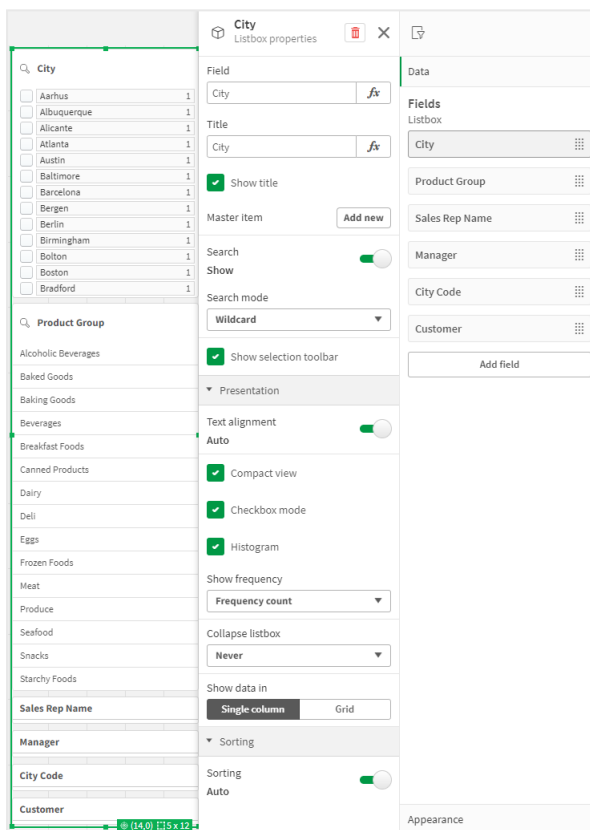 City
Aarhus 1
Albuquerque 1
Alicante 1
Atlanta 1
Austin 1
Baltimore 1
Barcelona 1
Bergen 1
Berlin 1
Birmingham 1
Bolton 1
Boston 1
Bradford 1
Product Group
Alcoholic Beverages
Baked Goods
Baking Goods
Beverages
Breakfast Foods
Canned Products
Dairy
Deli
Eggs
Frozen Foods
Meat
Produce
Seafood
Snacks
Starchy Foods
Sales Rep Name
Manager
City Code
Customer
(14,0) 5 x 12
City
Listbox properties
Field
City fx
Title
City fx
Show title
Master item Add new
Search
Show
Search mode
Wildcard
Show selection toolbar
Presentation
Text alignment
Auto
Compact view
Checkbox mode
Histogram
Show frequency
Frequency count
Collapse listbox
Never
Show data in
Single column Grid
Sorting
Sorting
Auto
Data
Fields
Listbox
City
Product Group
Sales Rep Name
Manager
City Code
Customer
Add field
Appearance